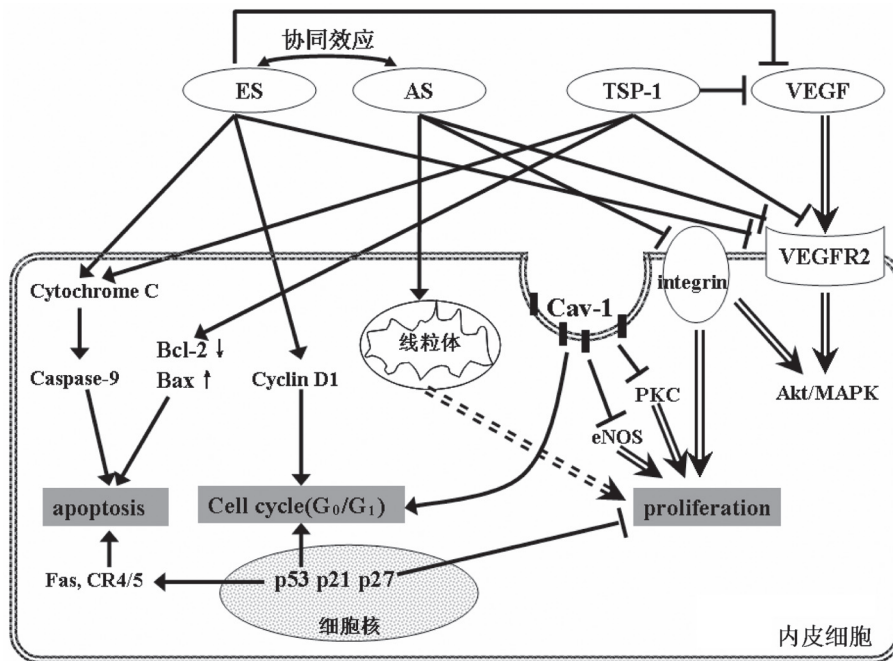 协同效应
ES
AS
TSP-1
VEGF
VEGFR2
integrin
Cytochrome C
Cav-1
Bcl-2 ↓
线粒体
Caspase-9
Bax ↑
Cyclin D1
PKC
Akt/MAPK
eNOS
apoptosis
Cell cycle(G₀/G₁)
proliferation
Fas, CR4/5
p53 p21 p27
细胞核
内皮细胞